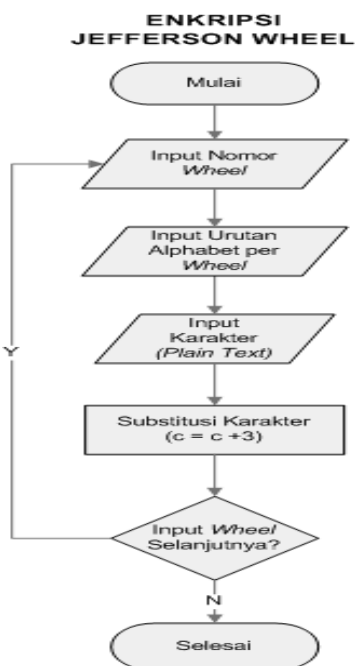 ENKRIPSI
JEFFERSON WHEEL
Mulai
Input Nomor
Wheel
Input Urutan
Alphabet per
Wheel
Input
Karakter
(Plain Text)
Substitusi Karakter
(c = c +3)
Y
Input Wheel
Selanjutnya?
N
Selesai